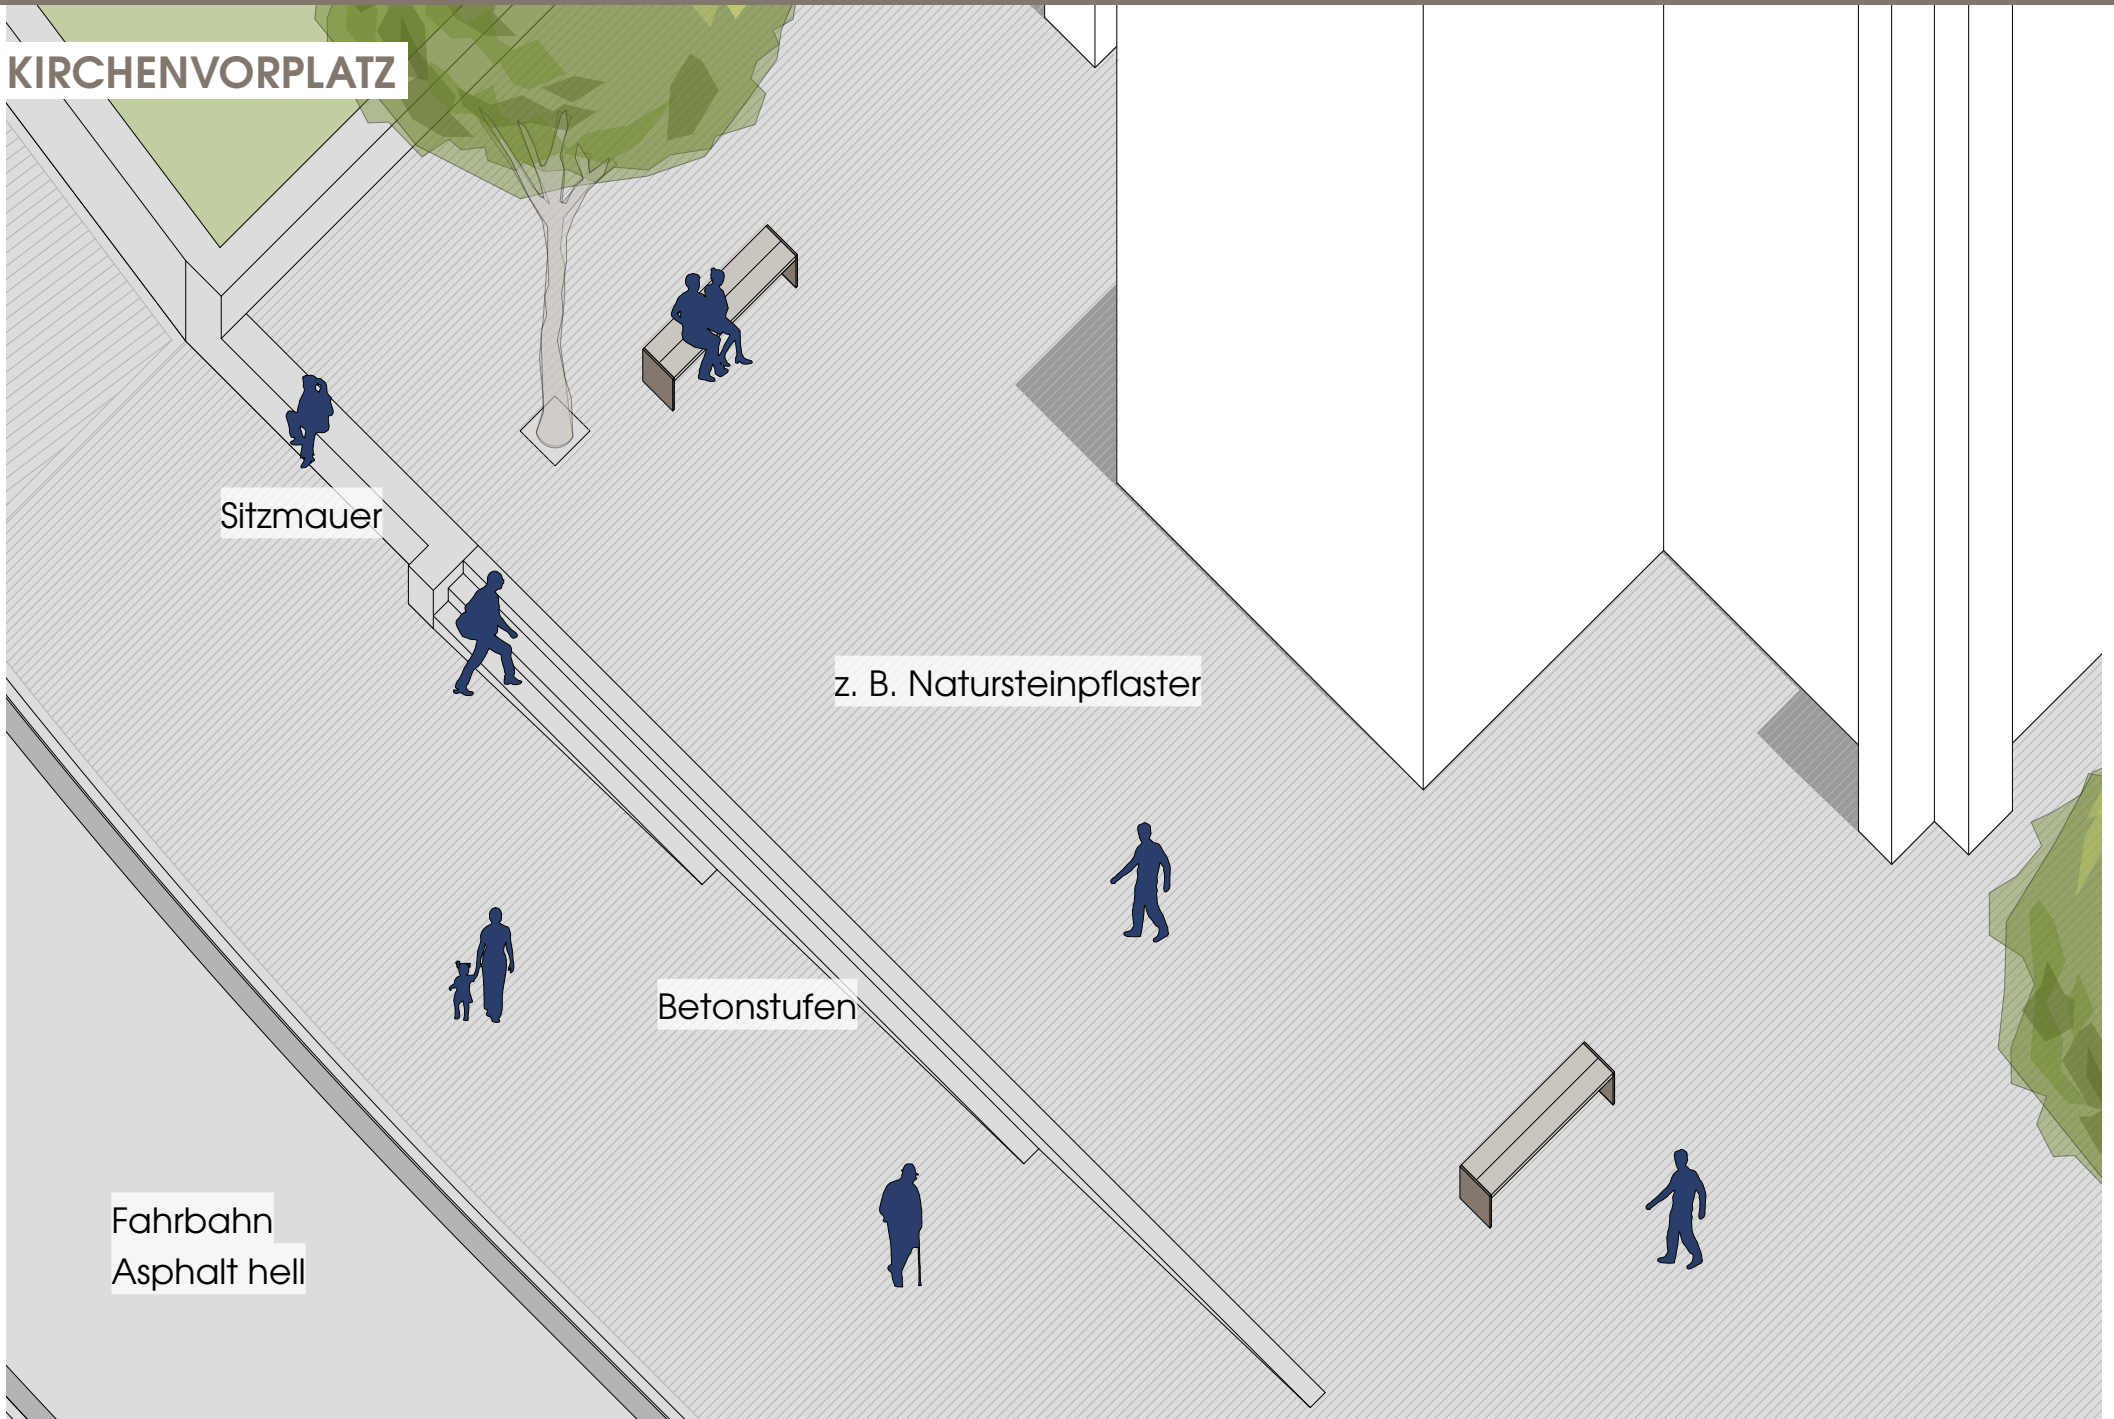 KIRCHENVORPLATZ
Sitzmauer
z. B. Natursteinpflaster
Betonstufen
Fahrbahn
Asphalt hell